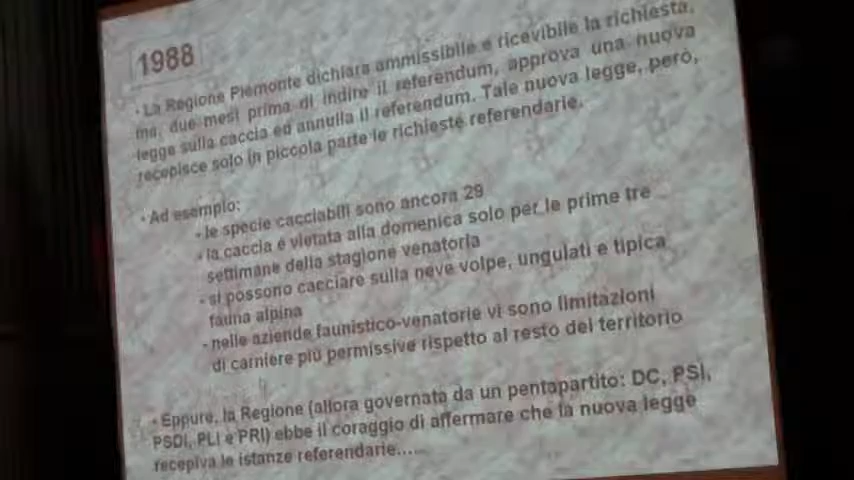 1988
• La Regione Piemonte dichiara ammissibile e ricevibile la richiesta,
ma, due mesi prima di indire il referendum, approva una nuova
legge sulla caccia ed annulla il referendum. Tale nuova legge, però,
recepisce solo in piccola parte le richieste referendarie.
• Ad esempio:
- le specie cacciabili sono ancora 29
- la caccia è vietata alla domenica solo per le prime tre
settimane della stagione venatoria
- si possono cacciare sulla neve volpe, ungulati e tipica
fauna alpina
- nelle aziende faunistico-venatorie vi sono limitazioni
di carniere più permissive rispetto al resto del territorio
• Eppure, la Regione (allora governata da un pentapartito: DC, PSI,
PSDI, PLI e PRI) ebbe il coraggio di affermare che la nuova legge
recepiva le istanze referendarie.....